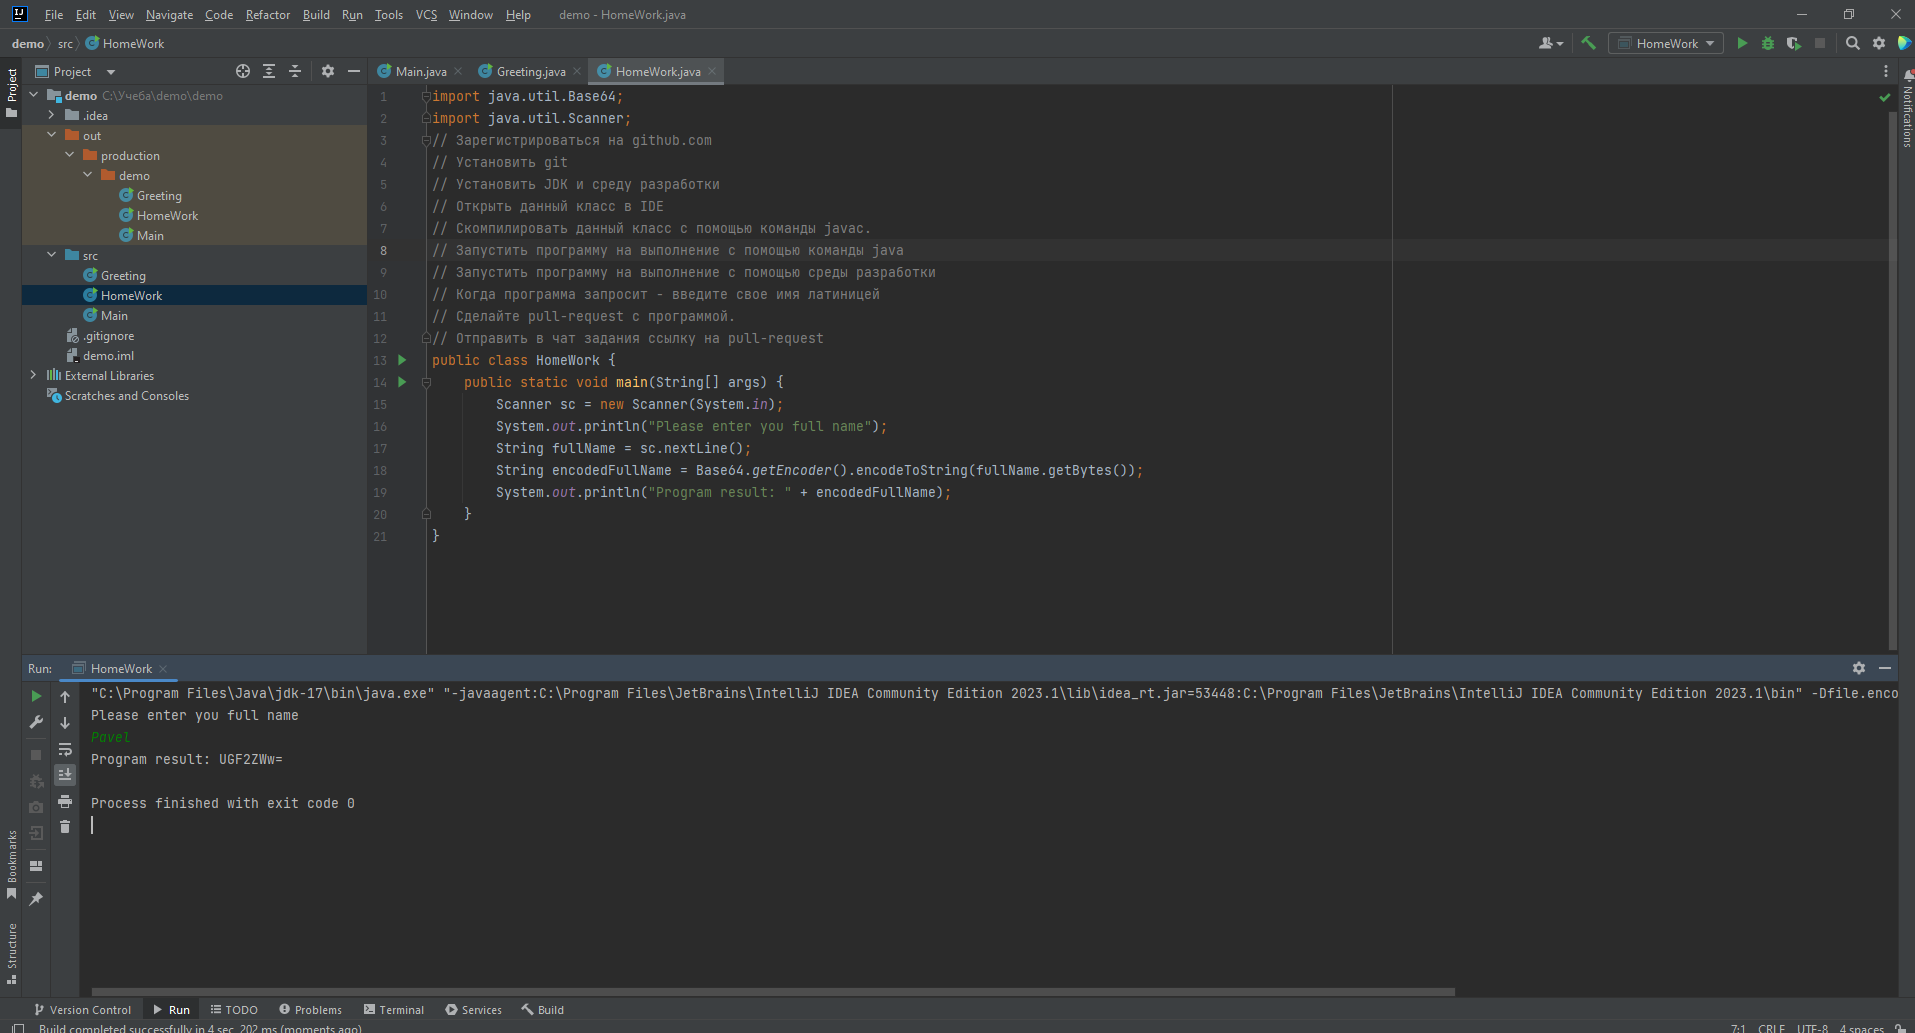 File Edit View Navigate Code Refactor Build Run Tools VCS Window Help demo - HomeWork.java
demo src HomeWork
HomeWork
Project
Project
Main.java Greeting.java HomeWork.java
demo C:\Учеба\demo\demo
.idea
out
production
demo
Greeting
HomeWork
Main
src
Greeting
HomeWork
Main
.gitignore
demo.iml
External Libraries
Scratches and Consoles
1 import java.util.Base64;
2 import java.util.Scanner;
3 // Зарегистрироваться на github.com
4 // Установить git
5 // Установить JDK и среду разработки
6 // Открыть данный класс в IDE
7 // Скомпилировать данный класс с помощью команды javac.
8 // Запустить программу на выполнение с помощью команды java
9 // Запустить программу на выполнение с помощью среды разработки
10 // Когда программа запросит - введите свое имя латиницей
11 // Сделайте pull-request с программой.
12 // Отправить в чат задания ссылку на pull-request
13 public class HomeWork {
14 public static void main(String[] args) {
15 Scanner sc = new Scanner(System.in);
16 System.out.println("Please enter you full name");
17 String fullName = sc.nextLine();
18 String encodedFullName = Base64.getEncoder().encodeToString(fullName.getBytes());
19 System.out.println("Program result: " + encodedFullName);
20 }
21 }
Notifications
Run: HomeWork
"C:\Program Files\Java\jdk-17\bin\java.exe" "-javaagent:C:\Program Files\JetBrains\IntelliJ IDEA Community Edition 2023.1\lib\idea_rt.jar=53448:C:\Program Files\JetBrains\IntelliJ IDEA Community Edition 2023.1\bin" -Dfile.enco
Please enter you full name
Pavel
Program result: UGF2ZWw=
Process finished with exit code 0
Bookmarks
Structure
Version Control Run TODO Problems Terminal Services Build
Build completed successfully in 4 sec, 202 ms (moments ago) 7:1 CRLF UTF-8 4 spaces